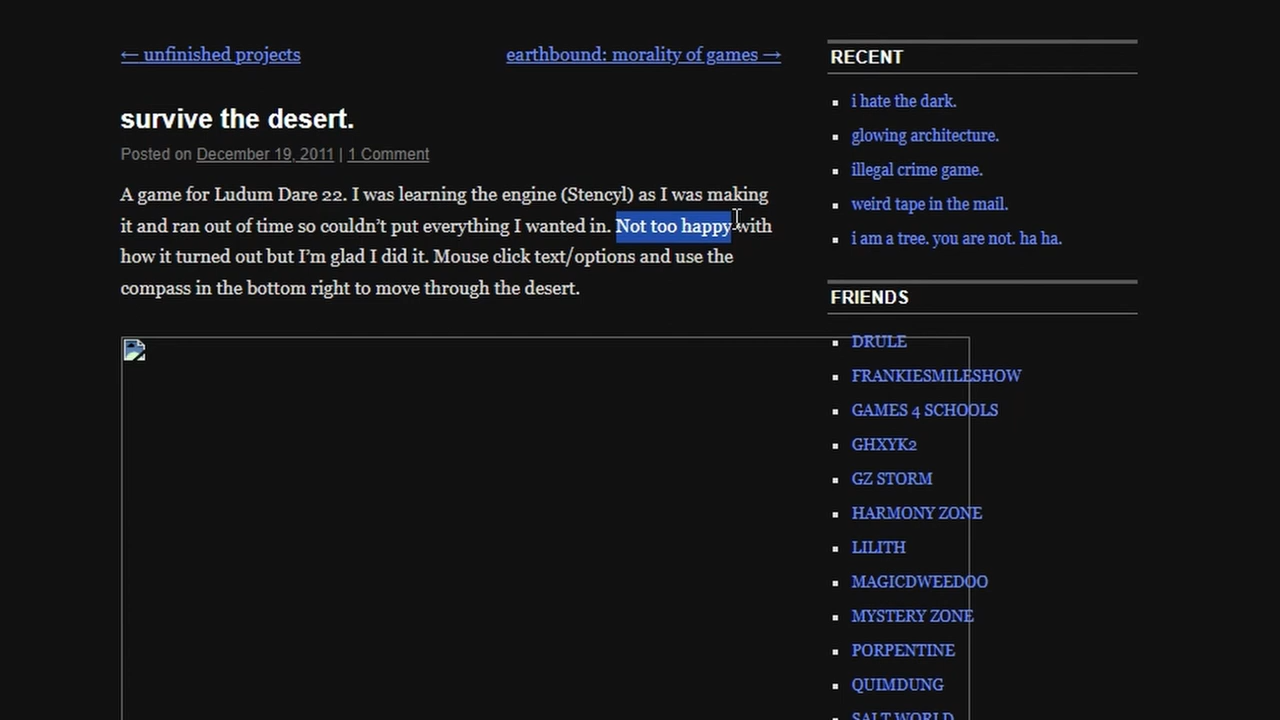 ← unfinished projects
earthbound: morality of games →
survive the desert.
Posted on December 19, 2011 | 1 Comment
A game for Ludum Dare 22. I was learning the engine (Stencyl) as I was making
it and ran out of time so couldn't put everything I wanted in. Not too happy with
how it turned out but I'm glad I did it. Mouse click text/options and use the
compass in the bottom right to move through the desert.
RECENT
i hate the dark.
glowing architecture.
illegal crime game.
weird tape in the mail.
i am a tree. you are not. ha ha.
FRIENDS
DRULE
FRANKIESMILESHOW
GAMES 4 SCHOOLS
GHXYK2
GZ STORM
HARMONY ZONE
LILITH
MAGICDWEEDOO
MYSTERY ZONE
PORPENTINE
QUIMDUNG
SALT WORLD